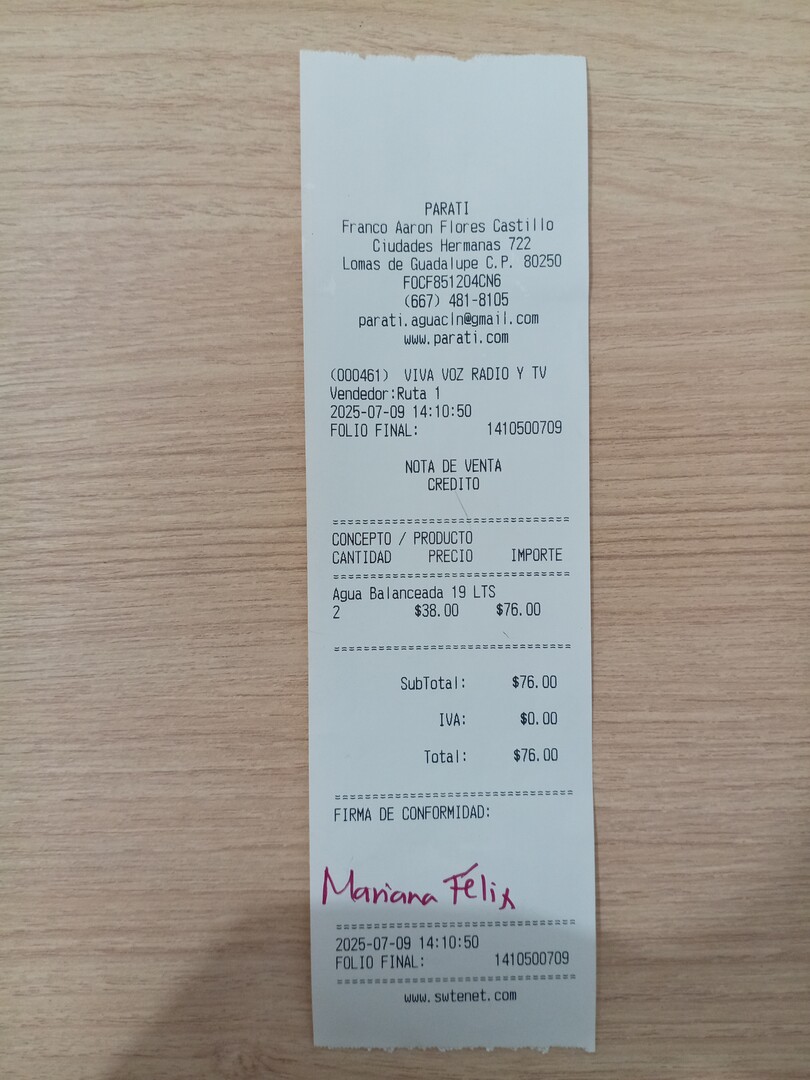 PARATI
Franco Aaron Flores Castillo
Ciudades Hermanas 722
Lomas de Guadalupe C.P. 80250
FOCF851204CN6
(667) 481-8105
parati.aguacln@gmail.com
www.parati.com
(000461) VIVA VOZ RADIO Y TV
Vendedor:Ruta 1
2025-07-09 14:10:50
FOLIO FINAL: 1410500709
NOTA DE VENTA
CREDITO
================================
CONCEPTO / PRODUCTO
CANTIDAD PRECIO IMPORTE
================================
Agua Balanceada 19 LTS
2 $38.00 $76.00
================================
SubTotal: $76.00
IVA: $0.00
Total: $76.00
================================
FIRMA DE CONFORMIDAD:
Mariana Félix
================================
2025-07-09 14:10:50
FOLIO FINAL: 1410500709
================================
www.swtenet.com